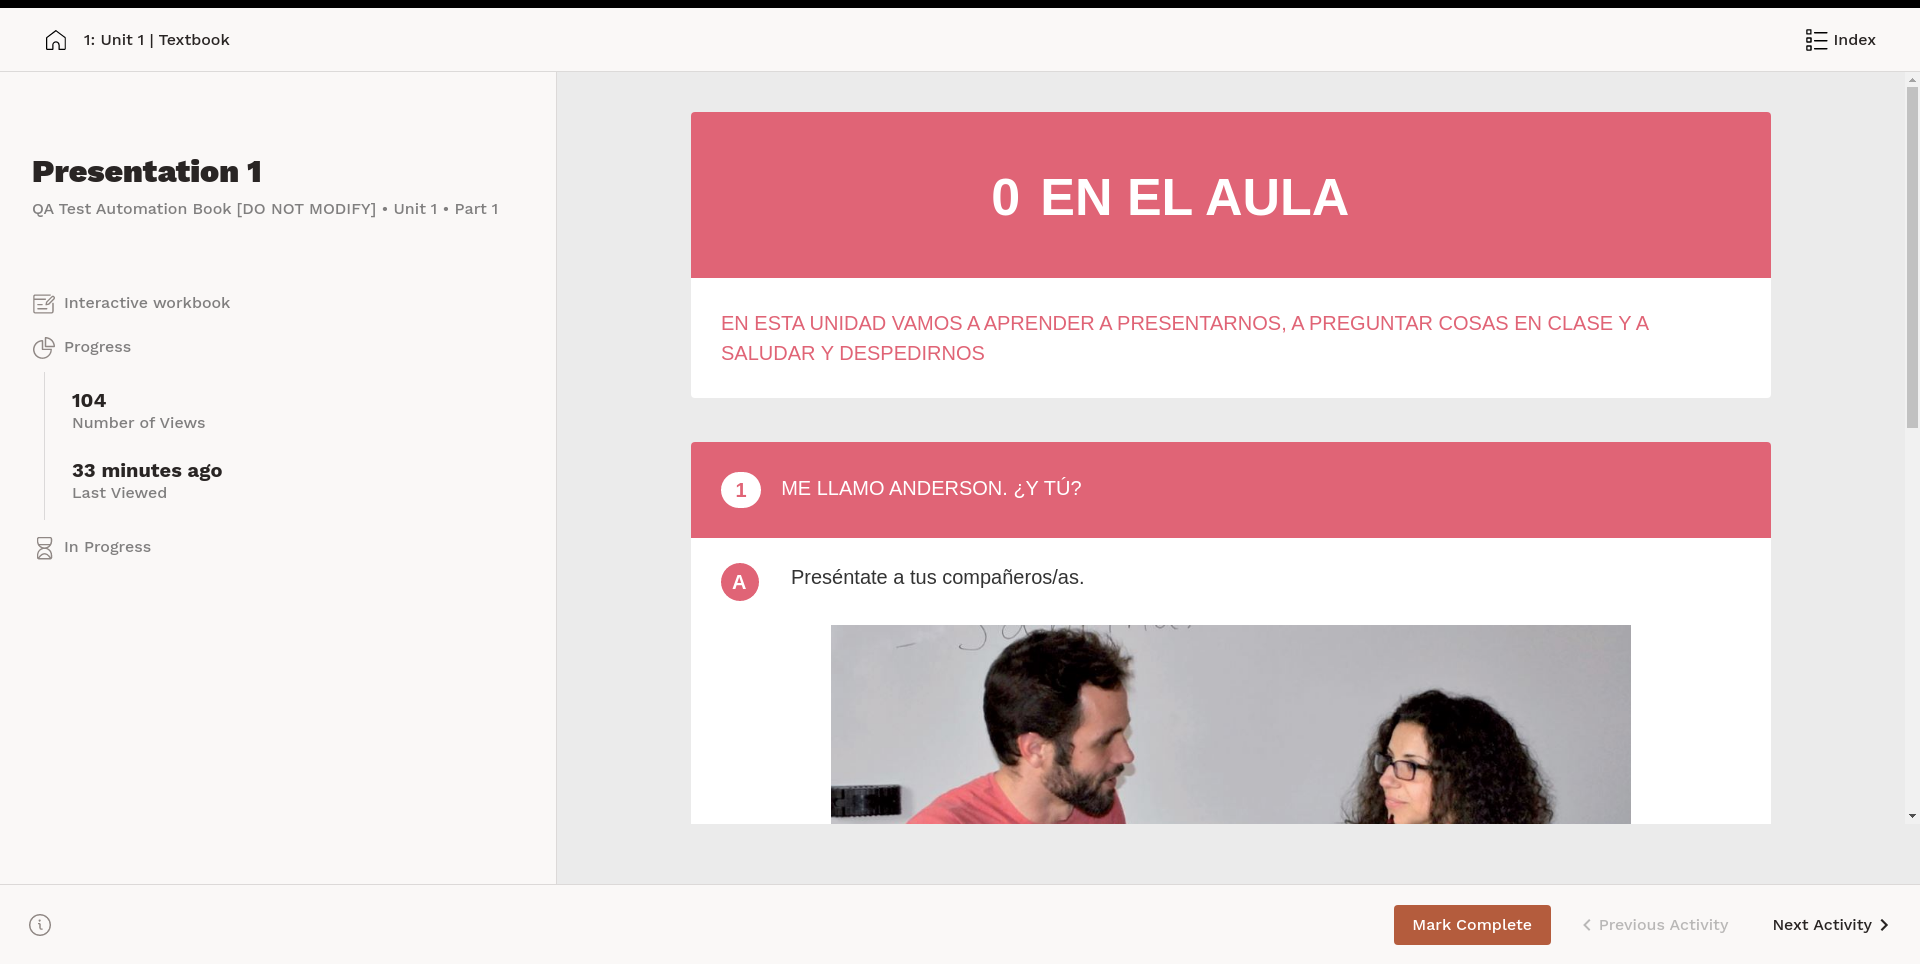 1: Unit 1 | Textbook
Index
Presentation 1
QA Test Automation Book [DO NOT MODIFY] • Unit 1 • Part 1
Interactive workbook
Progress
104
Number of Views
33 minutes ago
Last Viewed
In Progress
0 EN EL AULA
EN ESTA UNIDAD VAMOS A APRENDER A PRESENTARNOS, A PREGUNTAR COSAS EN CLASE Y A
SALUDAR Y DESPEDIRNOS
1 ME LLAMO ANDERSON. ¿Y TÚ?
A Preséntate a tus compañeros/as.
Mark Complete
Previous Activity
Next Activity